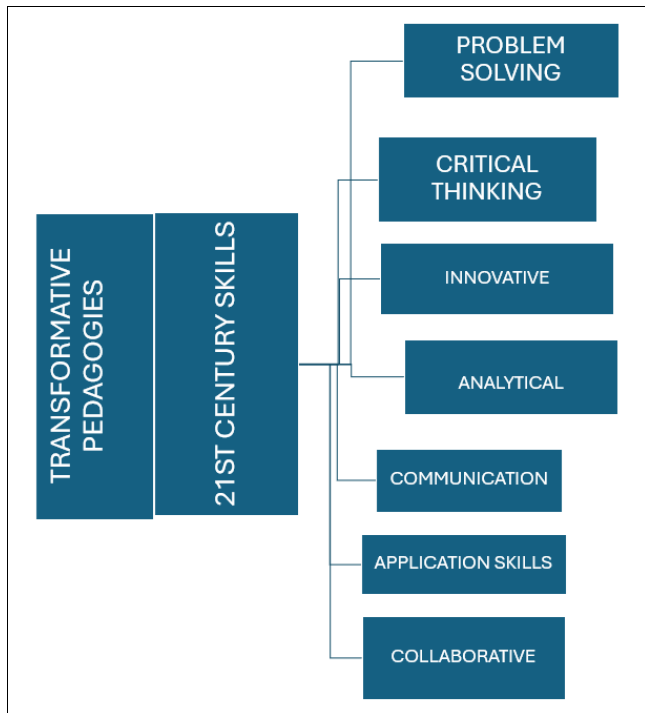 TRANSFORMATIVE
PEDAGOGIES
21ST CENTURY SKILLS
PROBLEM
SOLVING
CRITICAL
THINKING
INNOVATIVE
ANALYTICAL
COMMUNICATION
APPLICATION SKILLS
COLLABORATIVE